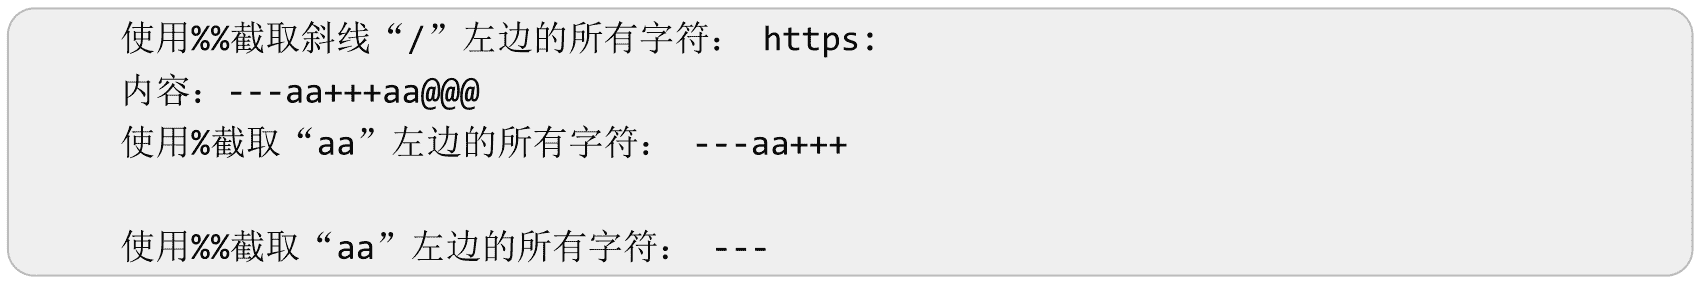 使用%%截取斜线“/”左边的所有字符： https:
内容：---aa+++aa@@@
使用%截取“aa”左边的所有字符： ---aa+++
使用%%截取“aa”左边的所有字符： ---